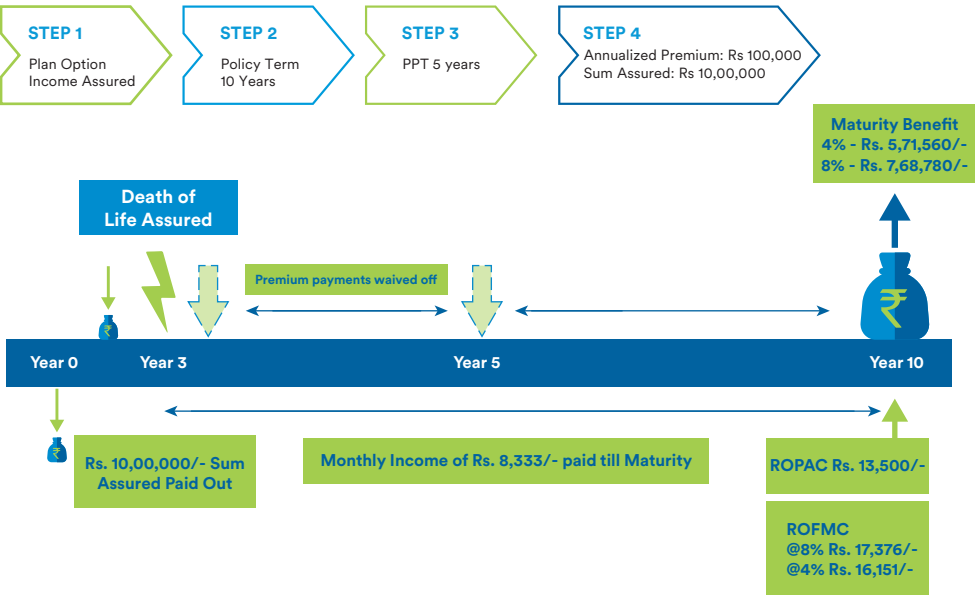 STEP 1
Plan Option
Income Assured
STEP 2
Policy Term
10 Years
STEP 3
PPT 5 years
STEP 4
Annualized Premium: Rs 100,000
Sum Assured: Rs 10,00,000
Maturity Benefit
4% - Rs. 5,71,560/-
8% - Rs. 7,68,780/-
Death of
Life Assured
Premium payments waived off
₹
₹
Year 0
Year 3
Year 5
Year 10
₹
Rs. 10,00,000/- Sum
Assured Paid Out
Monthly Income of Rs. 8,333/- paid till Maturity
ROPAC Rs. 13,500/-
ROFMC
@8% Rs. 17,376/-
@4% Rs. 16,151/-